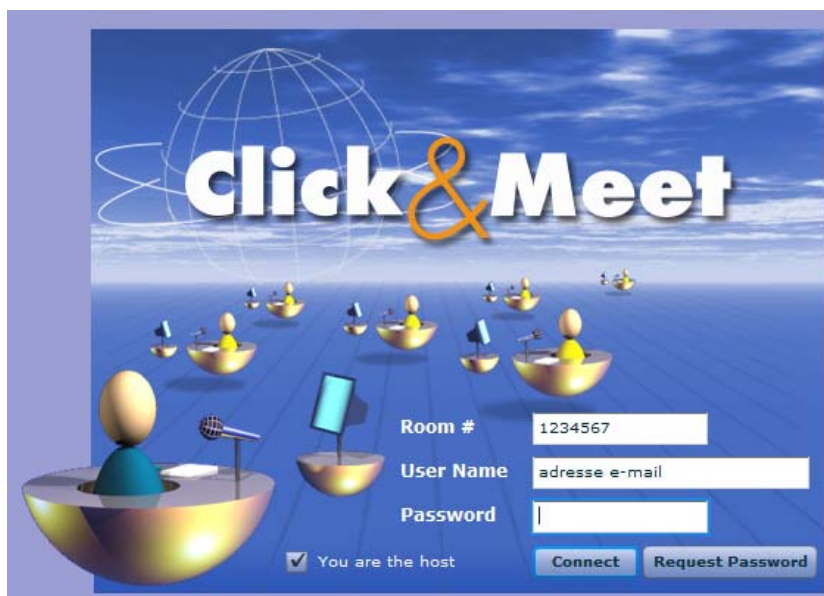 Click&Meet
Room # 1234567
User Name adresse e-mail
Password
You are the host Connect Request Password